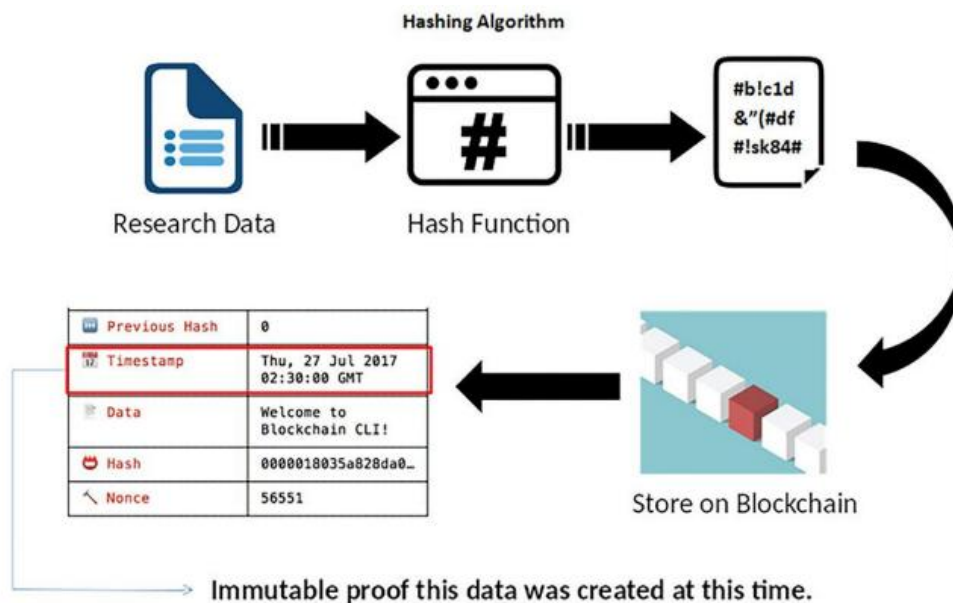 Hashing Algorithm
#b!c1d
&”(#df
#!sk84#
Research Data
Hash Function
#
Previous Hash
0
17
Timestamp
Thu, 27 Jul 2017
02:30:00 GMT
Data
Welcome to
Blockchain CLI!
Hash
0000018035a828da0…
Nonce
56551
Store on Blockchain
Immutable proof this data was created at this time.